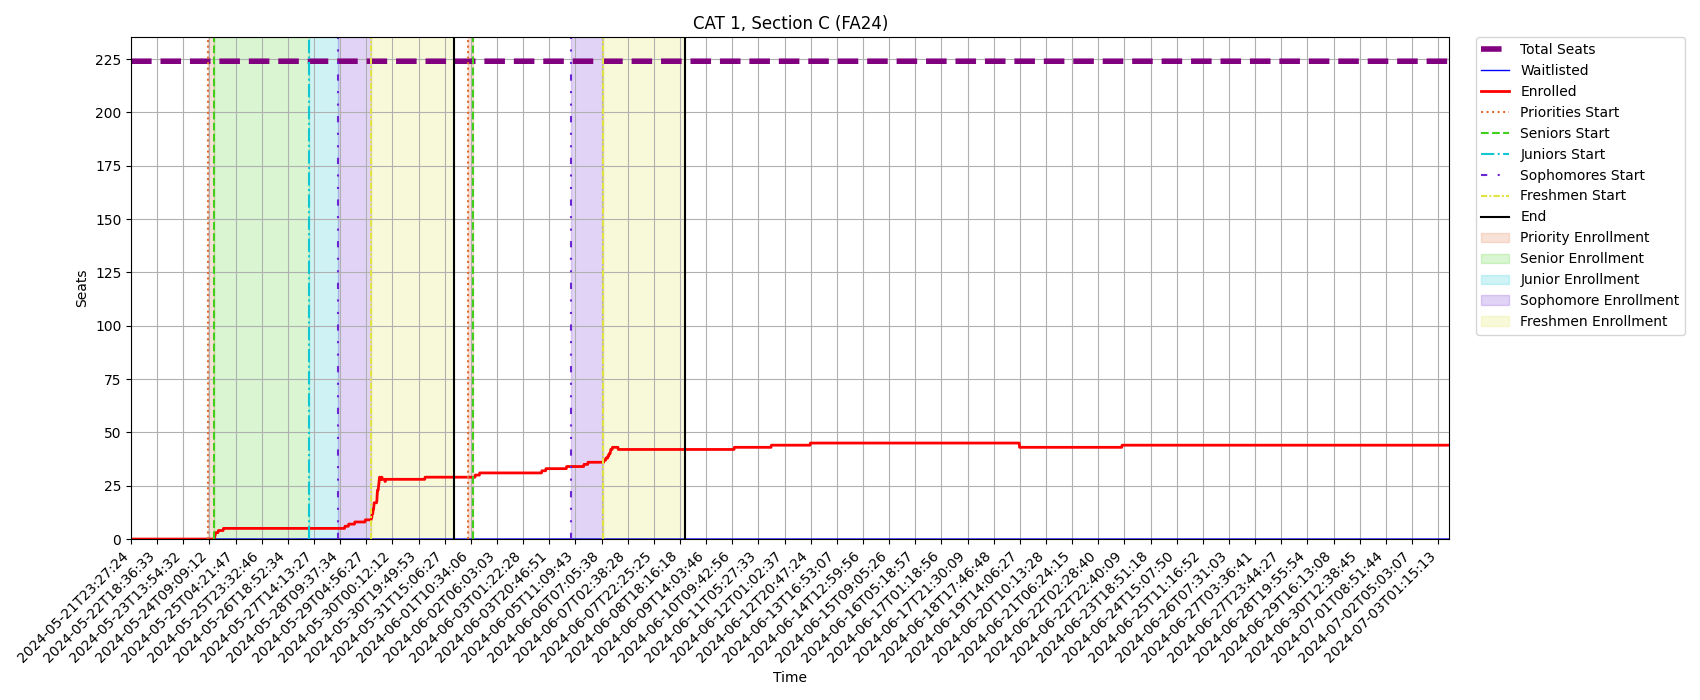 CAT 1, Section C (FA24)
Seats
225
200
175
150
125
100
75
50
25
0
2024-05-21T23:27:24
2024-05-22T18:36:33
2024-05-23T13:54:32
2024-05-24T09:09:12
2024-05-25T04:21:47
2024-05-25T23:32:46
2024-05-26T18:52:34
2024-05-27T14:13:27
2024-05-28T09:37:34
2024-05-29T04:56:27
2024-05-30T00:12:12
2024-05-30T19:49:53
2024-05-31T15:06:27
2024-06-01T10:34:06
2024-06-02T06:03:03
2024-06-03T01:22:28
2024-06-03T20:46:51
2024-06-05T11:09:43
2024-06-06T07:05:38
2024-06-07T02:38:28
2024-06-07T22:25:25
2024-06-08T18:16:18
2024-06-09T14:03:46
2024-06-10T09:42:56
2024-06-11T05:27:33
2024-06-12T01:02:37
2024-06-12T20:47:24
2024-06-13T16:53:07
2024-06-14T12:59:56
2024-06-15T09:05:26
2024-06-16T05:18:57
2024-06-17T01:18:56
2024-06-17T21:30:09
2024-06-18T17:46:48
2024-06-19T14:06:27
2024-06-20T10:13:28
2024-06-21T06:24:15
2024-06-22T02:28:40
2024-06-22T22:40:09
2024-06-23T18:51:18
2024-06-24T15:07:50
2024-06-25T11:16:52
2024-06-26T07:31:03
2024-06-27T03:36:41
2024-06-27T23:44:27
2024-06-28T19:55:54
2024-06-29T16:13:08
2024-06-30T12:38:45
2024-07-01T08:51:44
2024-07-02T05:03:07
2024-07-03T01:15:13
Time
Total Seats
Waitlisted
Enrolled
Priorities Start
Seniors Start
Juniors Start
Sophomores Start
Freshmen Start
End
Priority Enrollment
Senior Enrollment
Junior Enrollment
Sophomore Enrollment
Freshmen Enrollment